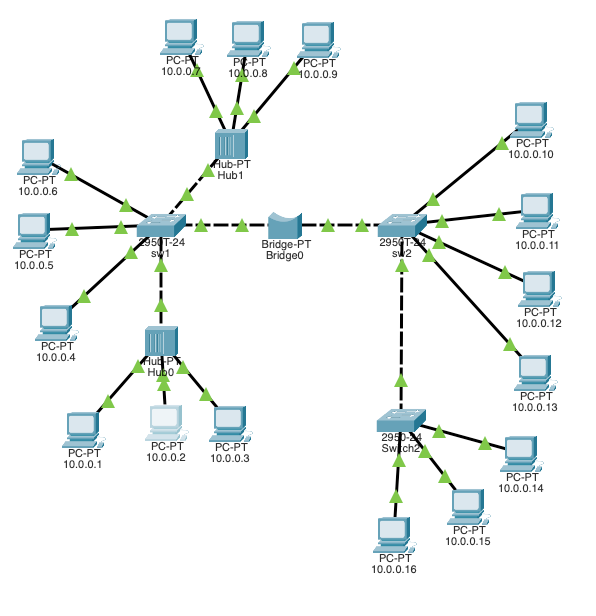 PC-PT
10.0.0.7
PC-PT
10.0.0.8
PC-PT
10.0.0.9
PC-PT
10.0.0.10
Hub-PT
Hub1
PC-PT
10.0.0.6
PC-PT
10.0.0.5
2950T-24
sw1
Bridge-PT
Bridge0
2950T-24
sw2
PC-PT
10.0.0.11
PC-PT
10.0.0.12
PC-PT
10.0.0.4
Hub-PT
Hub0
PC-PT
10.0.0.13
PC-PT
10.0.0.1
PC-PT
10.0.0.2
PC-PT
10.0.0.3
2950-24
Switch2
PC-PT
10.0.0.14
PC-PT
10.0.0.15
PC-PT
10.0.0.16